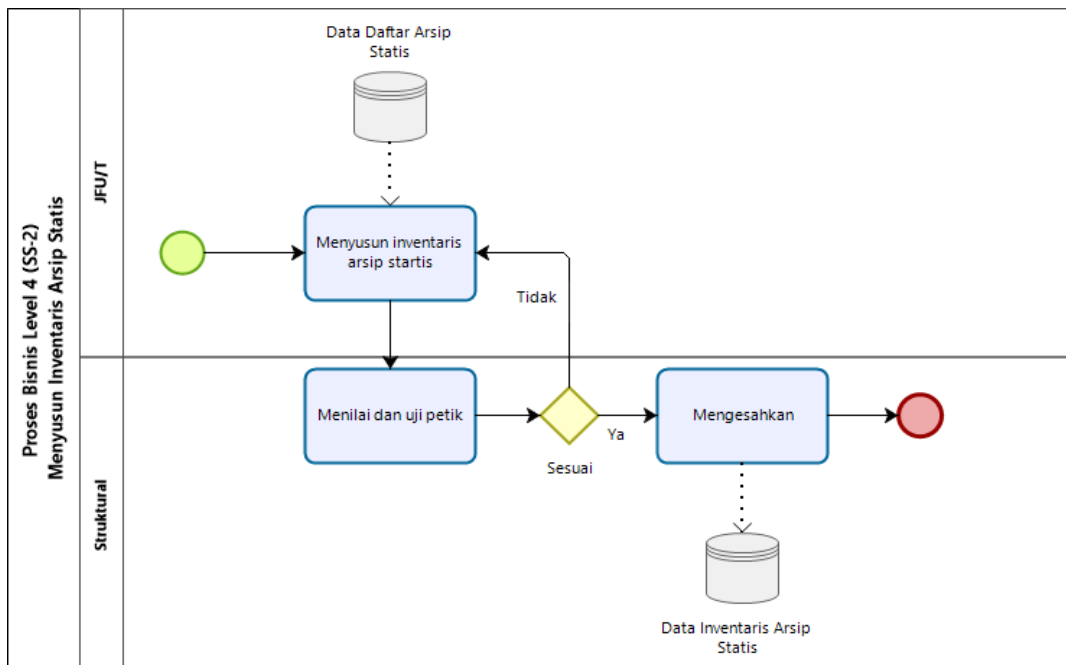 Proses Bisnis Level 4 (SS-2)
Menyusun Inventaris Arsip Statis
JFU/T
Data Daftar Arsip
Statis
Menyusun inventaris
arsip startis
Tidak
Struktural
Menilai dan uji petik
Sesuai
Ya
Mengesahkan
Data Inventaris Arsip
Statis